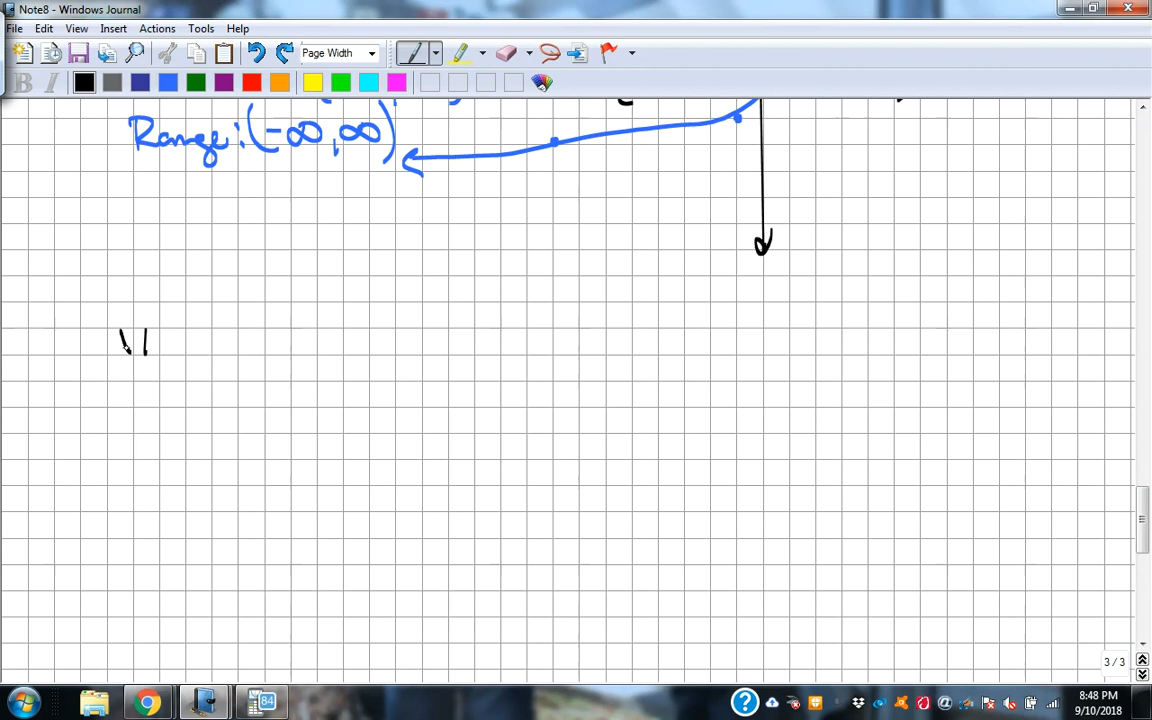 Note8 - Windows Journal
File Edit View Insert Actions Tools Help
Page Width
B I
Range: (-∞, ∞)
3 / 3
84
8:48 PM
9/10/2018